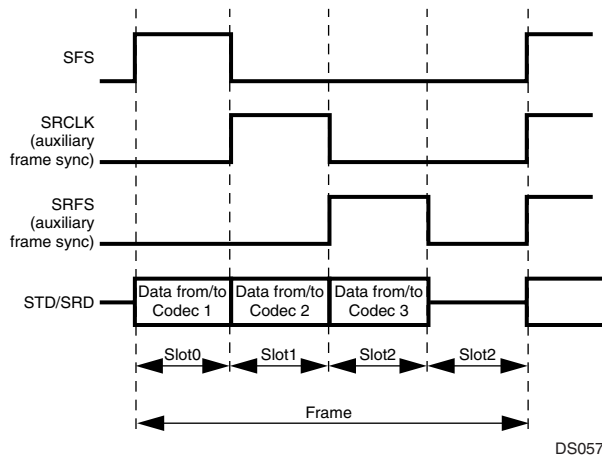 SFS
SRCLK
(auxiliary
frame sync)
SRFS
(auxiliary
frame sync)
STD/SRD
Data from/to
Codec 1
Data from/to
Codec 2
Data from/to
Codec 3
Slot0
Slot1
Slot2
Slot2
Frame
DS057